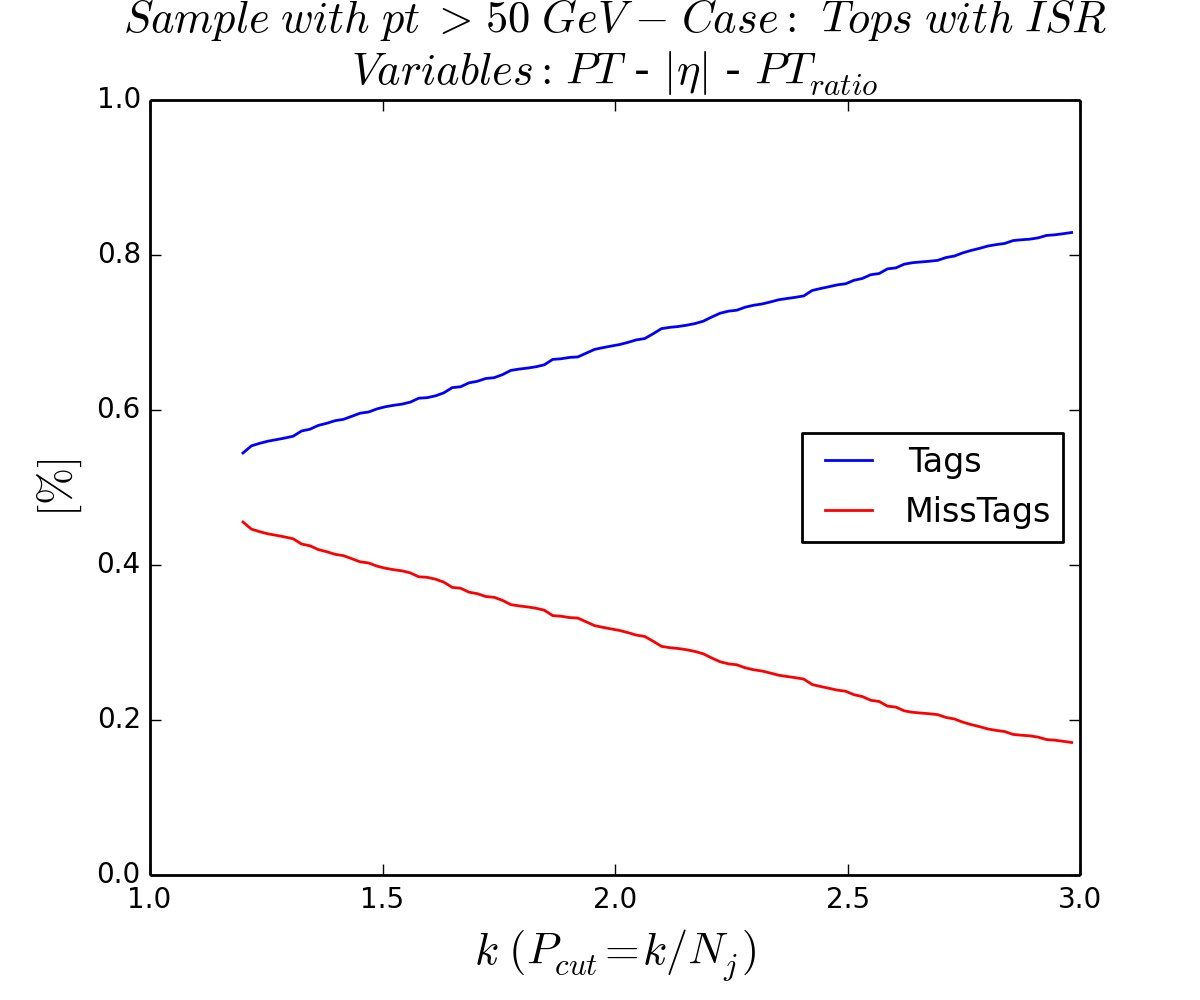 Sample with pt > 50 GeV − Case: Tops with ISR
Variables: PT - |η| - PT_ratio
1.0
0.8
0.6
0.4
0.2
0.0
[%]
Tags
MissTags
1.0 1.5 2.0 2.5 3.0
k (P_cut = k/N_j)